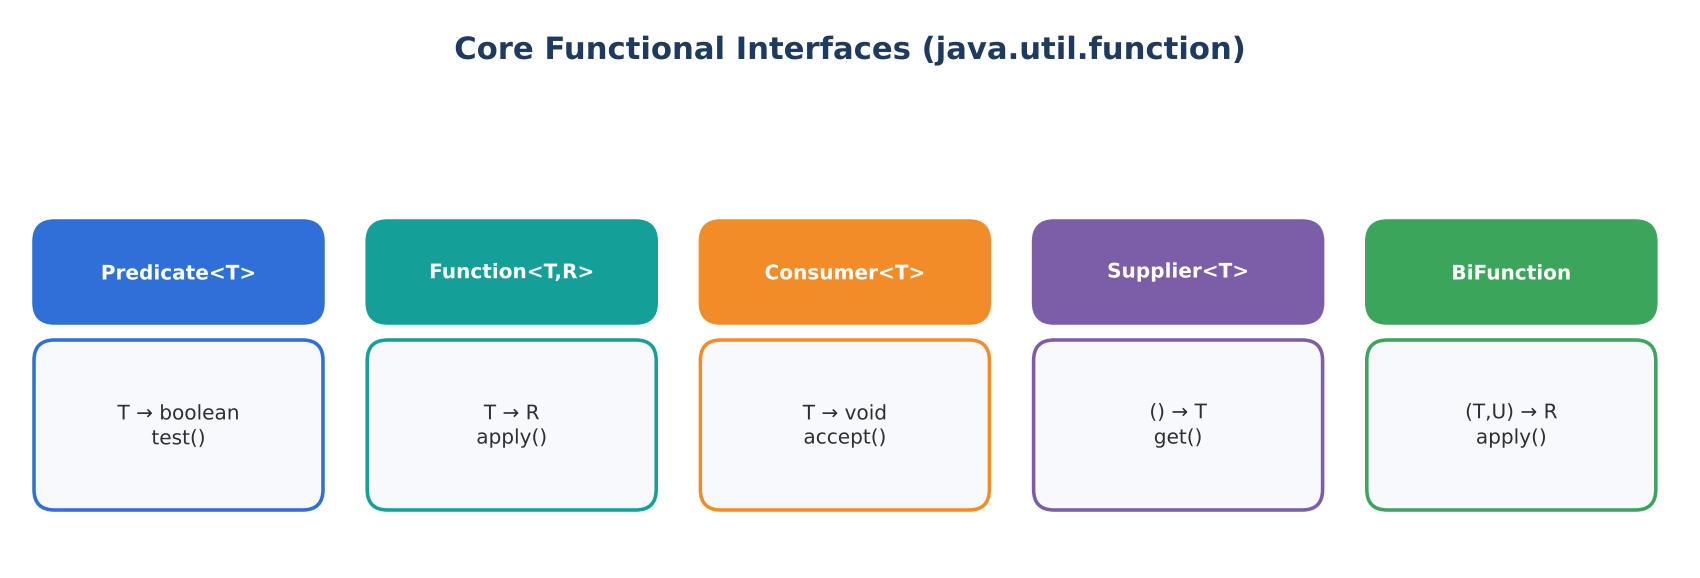 Core Functional Interfaces (java.util.function)
Predicate<T>
T → boolean
test()
Function<T,R>
T → R
apply()
Consumer<T>
T → void
accept()
Supplier<T>
() → T
get()
BiFunction
(T,U) → R
apply()